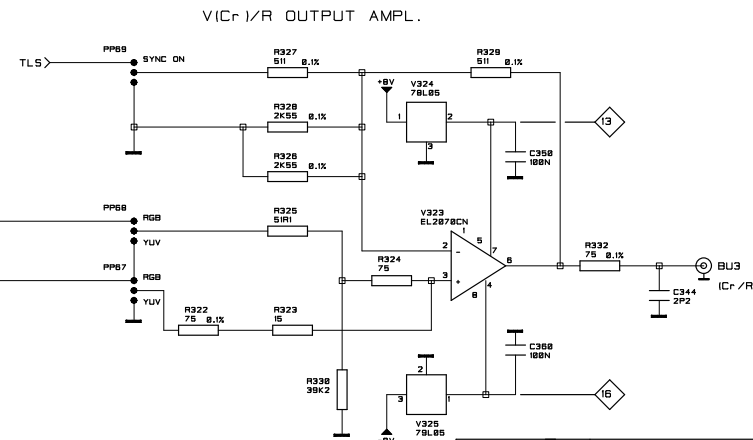 V(Cr)/R OUTPUT AMPL.
TLS
PP69
SYNC ON
R327
511 0.1%
R329
511 0.1%
+8V
V324
78L05
1
2
3
13
R328
2K55 0.1%
C350
100N
R326
2K55 0.1%
PP68
RGB
YUV
R325
51R1
V323
EL2070CN
1
5
7
2
-
6
3
+
4
8
R324
75
R332
75 0.1%
BU3
(Cr/R
C344
2P2
PP67
RGB
YUV
R322
75 0.1%
R323
15
C360
100N
R330
39K2
2
3
1
16
V325
79L05
-8V